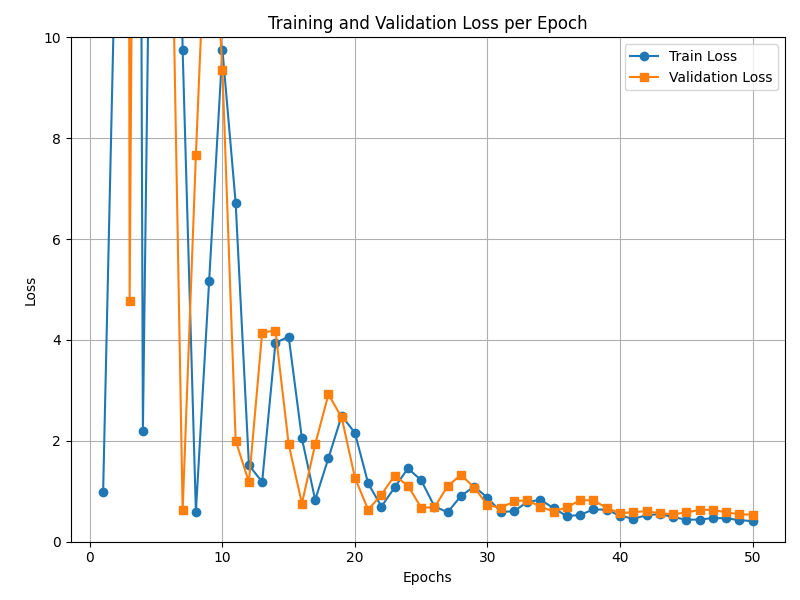 Training and Validation Loss per Epoch
Train Loss
Validation Loss
10
8
6
4
2
0
Loss
0 10 20 30 40 50
Epochs